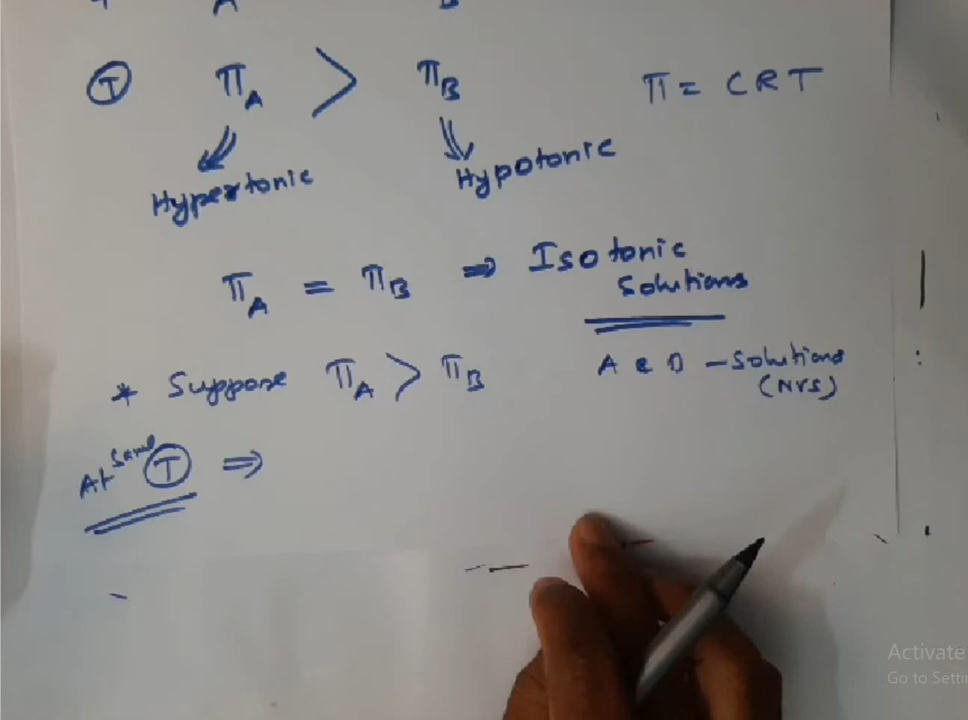 A B
T π_A > π_B π = CRT
Hypertonic Hypotonic
π_A = π_B ⇒ Isotonic
Solutions
* Suppose π_A > π_B A & B - Solutions
(NVS)
At same T ⇒
Activate
Go to Settin